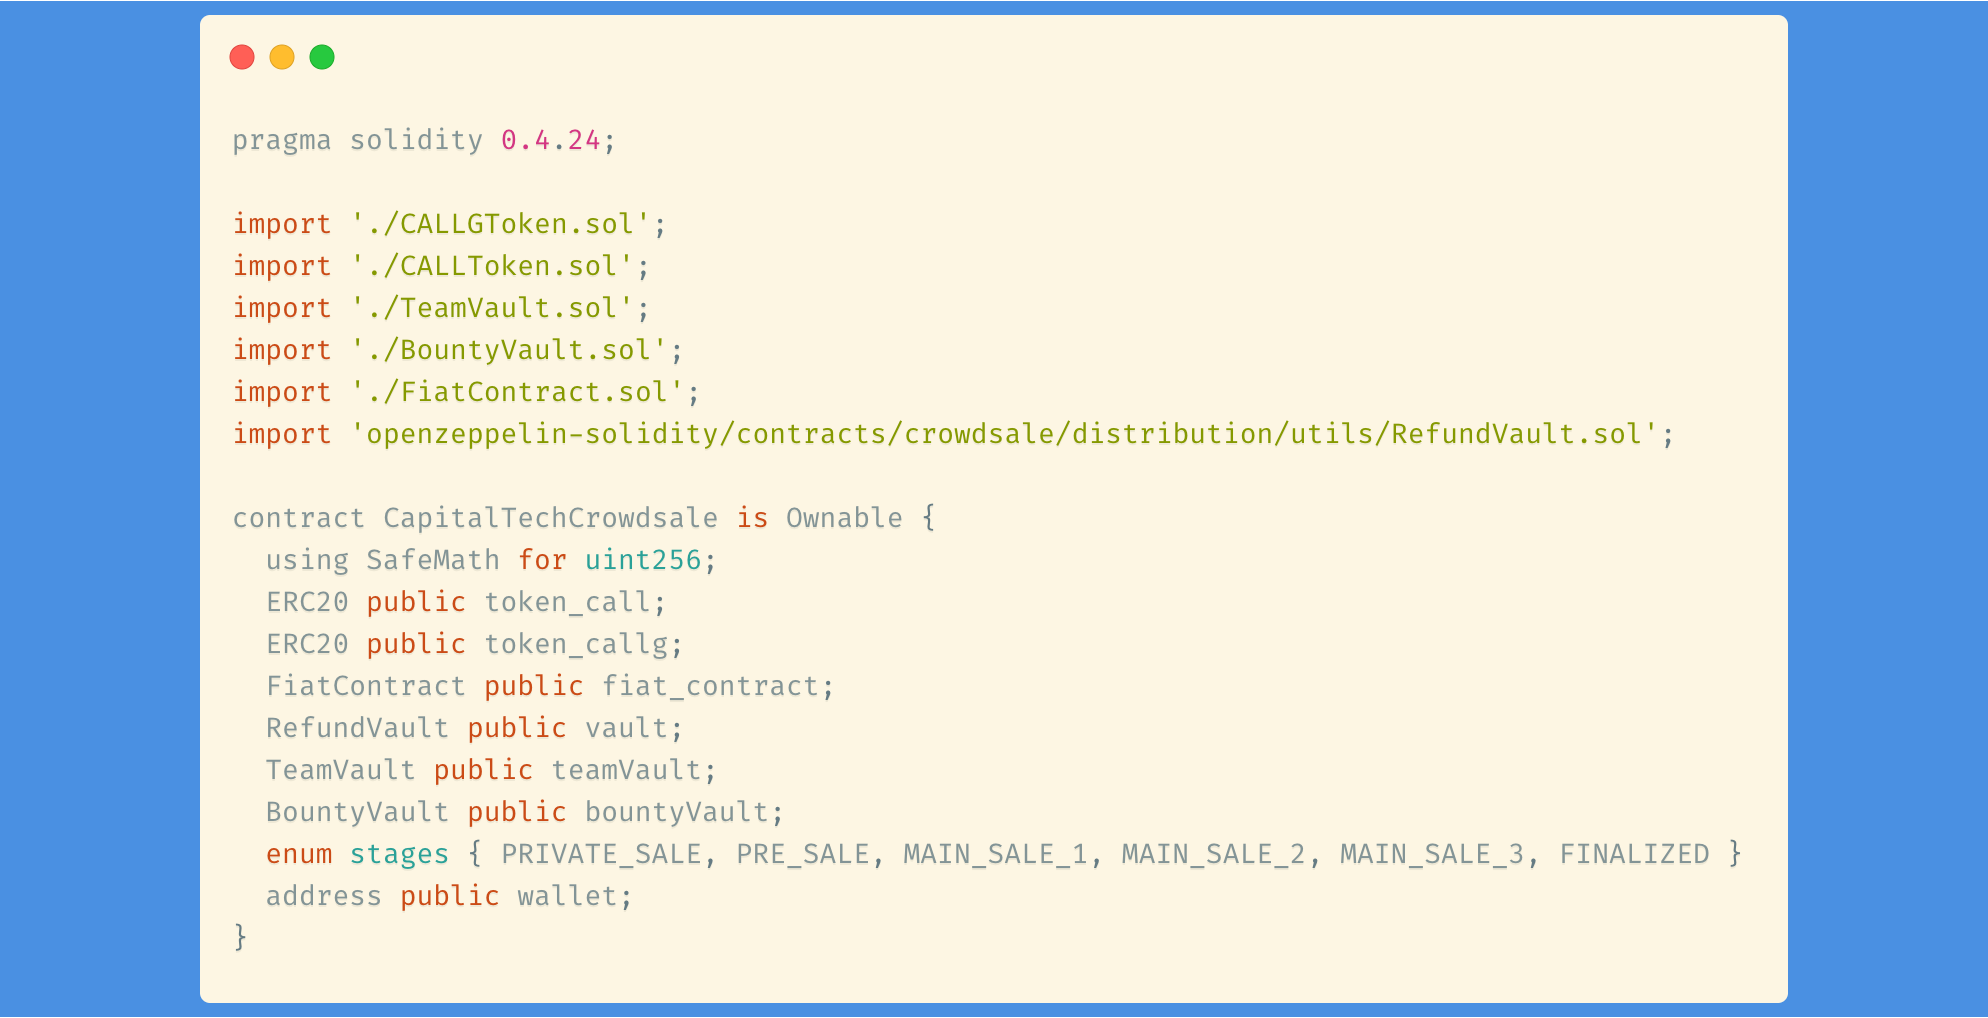 pragma solidity 0.4.24;
import './CALLGToken.sol';
import './CALLToken.sol';
import './TeamVault.sol';
import './BountyVault.sol';
import './FiatContract.sol';
import 'openzeppelin-solidity/contracts/crowdsale/distribution/utils/RefundVault.sol';
contract CapitalTechCrowdsale is Ownable {
  using SafeMath for uint256;
  ERC20 public token_call;
  ERC20 public token_callg;
  FiatContract public fiat_contract;
  RefundVault public vault;
  TeamVault public teamVault;
  BountyVault public bountyVault;
  enum stages { PRIVATE_SALE, PRE_SALE, MAIN_SALE_1, MAIN_SALE_2, MAIN_SALE_3, FINALIZED }
  address public wallet;
}